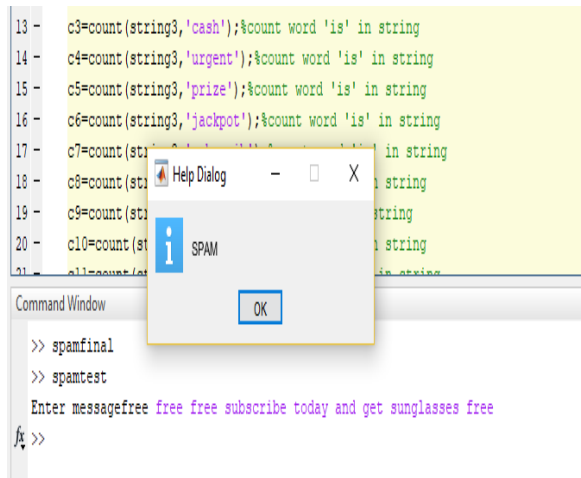 13 - c3=count(string3,'cash');%count word 'is' in string
14 - c4=count(string3,'urgent');%count word 'is' in string
15 - c5=count(string3,'prize');%count word 'is' in string
16 - c6=count(string3,'jackpot');%count word 'is' in string
17 - c7=count(st in string
18 - c8=count(st string
19 - c9=count(st string
20 - c10=count(st string
21 -
Help Dialog
SPAM
OK
Command Window
>> spamfinal
>> spamtest
Enter messagefree free free subscribe today and get sunglasses free
fx >>